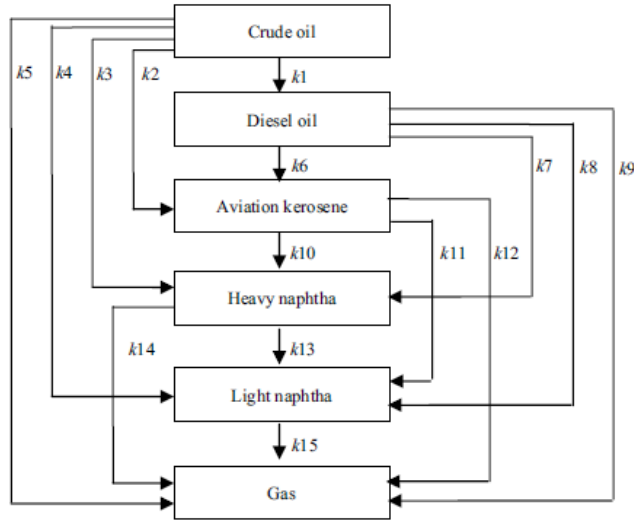 Crude oil
k5
k4
k3
k2
k1
Diesel oil
k6
k7
k8
k9
Aviation kerosene
k10
k11
k12
Heavy naphtha
k14
k13
Light naphtha
k15
Gas